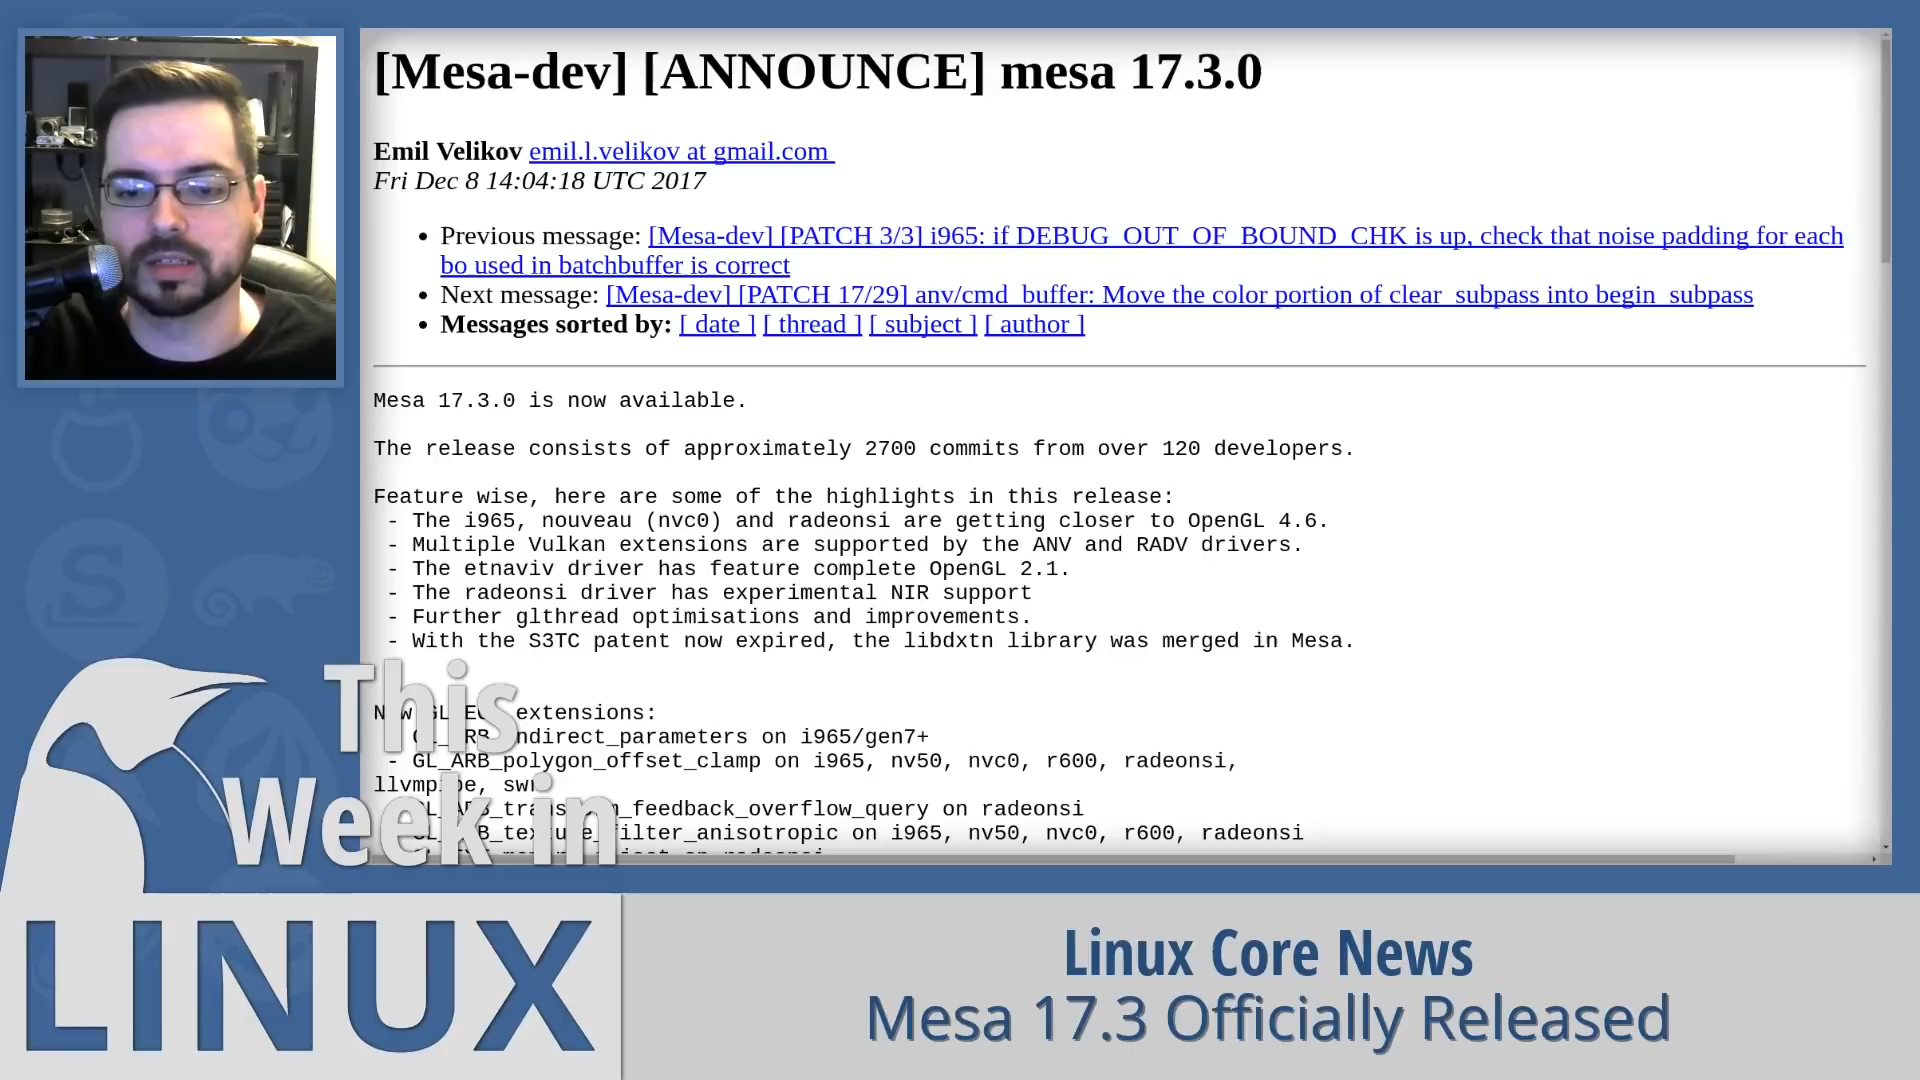 [Mesa-dev] [ANNOUNCE] mesa 17.3.0
Emil Velikov emil.l.velikov at gmail.com
Fri Dec 8 14:04:18 UTC 2017
• Previous message: [Mesa-dev] [PATCH 3/3] i965: if DEBUG_OUT_OF_BOUND_CHK is up, check that noise padding for each
bo used in batchbuffer is correct
• Next message: [Mesa-dev] [PATCH 17/29] anv/cmd_buffer: Move the color portion of clear_subpass into begin_subpass
• Messages sorted by: [ date ] [ thread ] [ subject ] [ author ]
Mesa 17.3.0 is now available.
The release consists of approximately 2700 commits from over 120 developers.
Feature wise, here are some of the highlights in this release:
- The i965, nouveau (nvc0) and radeonsi are getting closer to OpenGL 4.6.
- Multiple Vulkan extensions are supported by the ANV and RADV drivers.
- The etnaviv driver has feature complete OpenGL 2.1.
- The radeonsi driver has experimental NIR support
- Further glthread optimisations and improvements.
- With the S3TC patent now expired, the libdxtn library was merged in Mesa.
extensions:
on i965/gen7+
- GL_ARB_polygon_offset_clamp on i965, nv50, nvc0, r600, radeonsi,
on radeonsi
on i965, nv50, nvc0, r600, radeonsi
This
Week in
LINUX
S
Linux Core News
Mesa 17.3 Officially Released